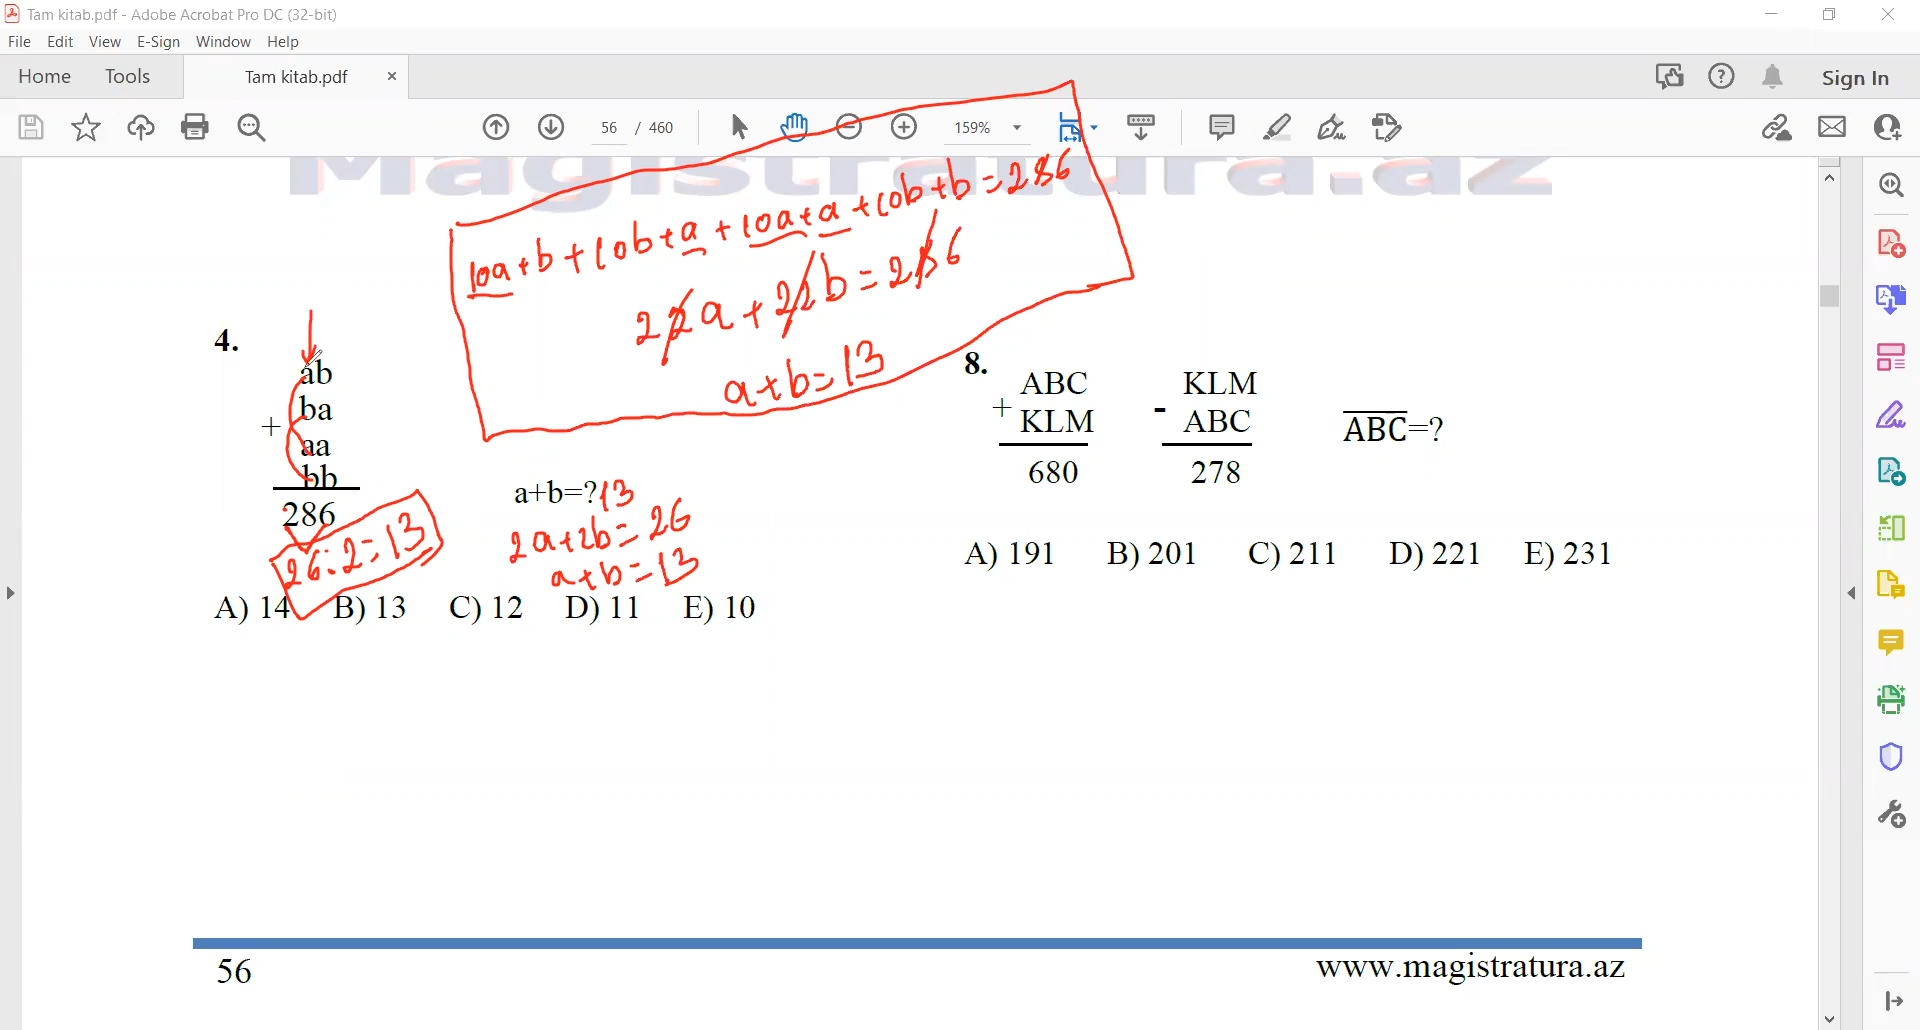 Tam kitab.pdf - Adobe Acrobat Pro DC (32-bit)
File Edit View E-Sign Window Help
Home Tools Tam kitab.pdf × Sign In
56 / 460 159%
Magistratura.az
10a+b+10b+a+10a+a+10b+b=286
22a+22b=286
a+b=13
4.
ab
ba
+
aa
bb
286
26:2=13
a+b=?13
2a+2b=26
a+b=13
A) 14 B) 13 C) 12 D) 11 E) 10
8.
ABC KLM
+ KLM - ABC ABC=?
680 278
A) 191 B) 201 C) 211 D) 221 E) 231
56 www.magistratura.az